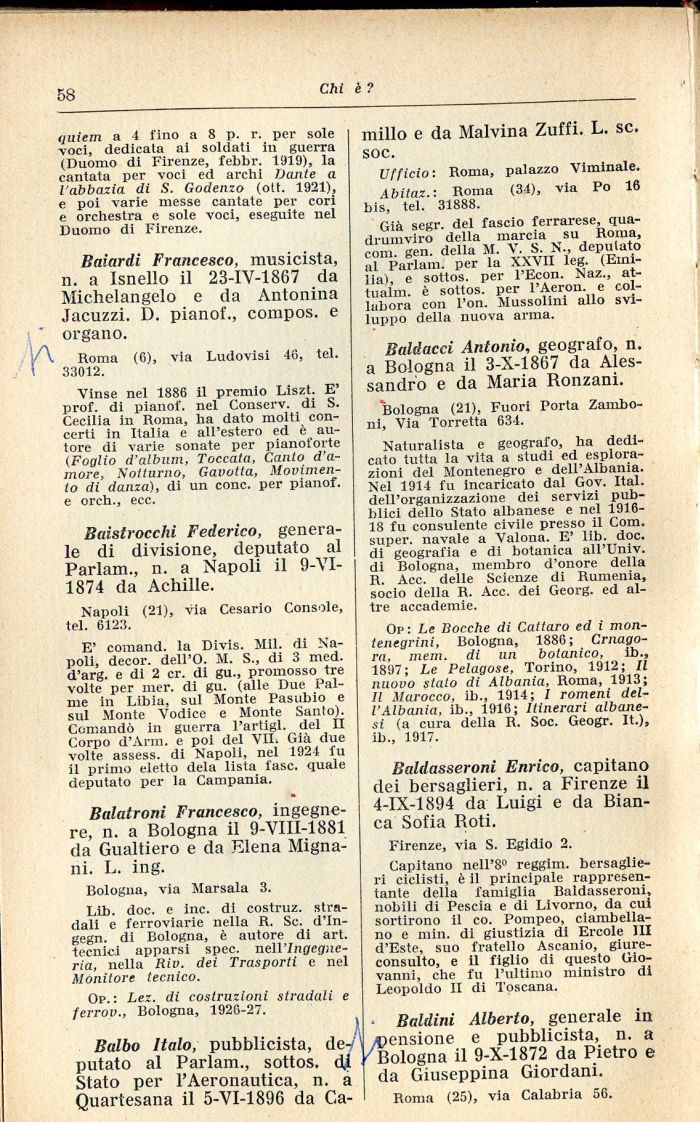 58
Chi è ?
quiem a 4 fino a 8 p. r. per sole
voci, dedicata ai soldati in guerra
(Duomo di Firenze, febbr. 1919), la
cantata per voci ed archi Dante a
l'abbazia di S. Godenzo (ott. 1921),
e poi varie messe cantate per cori
e orchestra e sole voci, eseguite nel
Duomo di Firenze.
Baiardi Francesco, musicista,
n. a Isnello il 23-IV-1867 da
Michelangelo e da Antonina
Jacuzzi. D. pianof., compos. e
organo.
Roma (6), via Ludovisi 46, tel.
33012.
Vinse nel 1886 il premio Liszt. E'
prof. di pianof. nel Conserv. di S.
Cecilia in Roma, ha dato molti con-
certi in Italia e all'estero ed è au-
tore di varie sonate per pianoforte
(Foglio d'album, Toccata, Canto d'a-
more, Notturno, Gavotta, Movimen-
to di danza), di un conc. per pianof.
e orch., ecc.
Baistrocchi Federico, genera-
le di divisione, deputato al
Parlam., n. a Napoli il 9-VI-
1874 da Achille.
Napoli (21), via Cesario Console,
tel. 6123.
E' comand. la Divis. Mil. di Na-
poli, decor. dell'O. M. S., di 3 med.
d'arg. e di 2 cr. di gu., promosso tre
volte per mer. di gu. (alle Due Pal-
me in Libia, sul Monte Pasubio e
sul Monte Vodice e Monte Santo).
Comandò in guerra l'artigl. del II
Corpo d'Arm. e poi del VII. Già due
volte assess. di Napoli, nel 1924 fu
il primo eletto dela lista fasc. quale
deputato per la Campania.
Balatroni Francesco, ingegne-
re, n. a Bologna il 9-VIII-1881
da Gualtiero e da Elena Migna-
ni. L. ing.
Bologna, via Marsala 3.
Lib. doc. e inc. di costruz. stra-
dali e ferroviarie nella R. Sc. d'In-
gegn. di Bologna, è autore di art.
tecnici apparsi spec. nell'Ingegne-
ria, nella Riv. dei Trasporti e nel
Monitore tecnico.
Op.: Lez. di costruzioni stradali e
ferrov., Bologna, 1926-27.
Balbo Italo, pubblicista, de-
putato al Parlam., sottos. di
Stato per l'Aeronautica, n. a
Quartesana il 5-VI-1896 da Ca-
millo e da Malvina Zuffi. L. sc.
soc.
Ufficio: Roma, palazzo Viminale.
Abitaz.: Roma (34), via Po 16
bis, tel. 31888.
Già segr. del fascio ferrarese, qua-
drumviro della marcia su Roma,
com. gen. della M. V. S. N., deputato
al Parlam. per la XXVII leg. (Emi-
lia), e sottos. per l'Econ. Naz., at-
tualm. è sottos. per l'Aeron. e col-
labora con l'on. Mussolini allo svi-
luppo della nuova arma.
Baldacci Antonio, geografo, n.
a Bologna il 3-X-1867 da Ales-
sandro e da Maria Ronzani.
Bologna (21), Fuori Porta Zambo-
ni, Via Torretta 634.
Naturalista e geografo, ha dedi-
cato tutta la vita a studi ed esplora-
zioni del Montenegro e dell'Albania.
Nel 1914 fu incaricato dal Gov. Ital.
dell'organizzazione dei servizi pub-
blici dello Stato albanese e nel 1916-
18 fu consulente civile presso il Com.
super. navale a Valona. E' lib. doc.
di geografia e di botanica all'Univ.
di Bologna, membro d'onore della
R. Acc. delle Scienze di Rumenia,
socio della R. Acc. dei Georg. ed al-
tre accademie.
Op: Le Bocche di Cattaro ed i mon-
tenegrini, Bologna, 1886; Crnago-
ra, mem. di un botanico, ib.,
1897; Le Pelagose, Torino, 1912; Il
nuovo stato di Albania, Roma, 1913;
Il Marocco, ib., 1914; I romeni del-
l'Albania, ib., 1916; Itinerari albane-
si (a cura della R. Soc. Geogr. It.),
ib., 1917.
Baldasseroni Enrico, capitano
dei bersaglieri, n. a Firenze il
4-IX-1894 da Luigi e da Bian-
ca Sofia Roti.
Firenze, via S. Egidio 2.
Capitano nell'8º reggim. bersaglie-
ri ciclisti, è il principale rappresen-
tante della famiglia Baldasseroni,
nobili di Pescia e di Livorno, da cui
sortirono il co. Pompeo, ciambella-
no e min. di giustizia di Ercole III
d'Este, suo fratello Ascanio, giure-
consulto, e il figlio di questo Gio-
vanni, che fu l'ultimo ministro di
Leopoldo II di Toscana.
Baldini Alberto, generale in
pensione e pubblicista, n. a
Bologna il 9-X-1872 da Pietro e
da Giuseppina Giordani.
Roma (25), via Calabria 56.